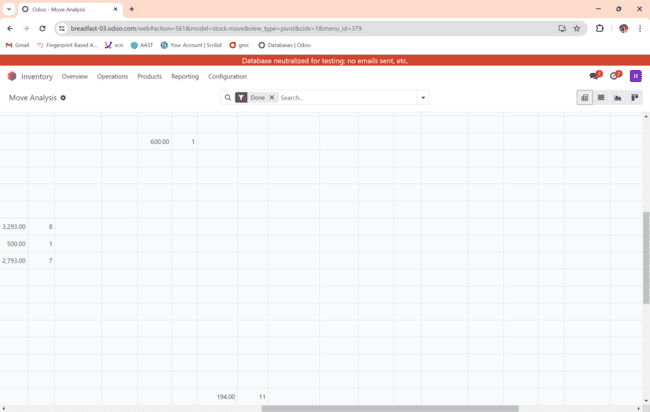 Odoo - Move Analysis
breadfast-03.odoo.com/web#action=561&model=stock.move&view_type=pivot&cids=1&menu_id=379
Gmail Fingerprint Based A... xcn AAST Your Account | Scribd gmc Databases | Odoo
Database neutralized for testing: no emails sent, etc.
Inventory Overview Operations Products Reporting Configuration
Move Analysis Done Search...
600.00 1
3,293.00 8
500.00 1
2,793.00 7
194.00 11